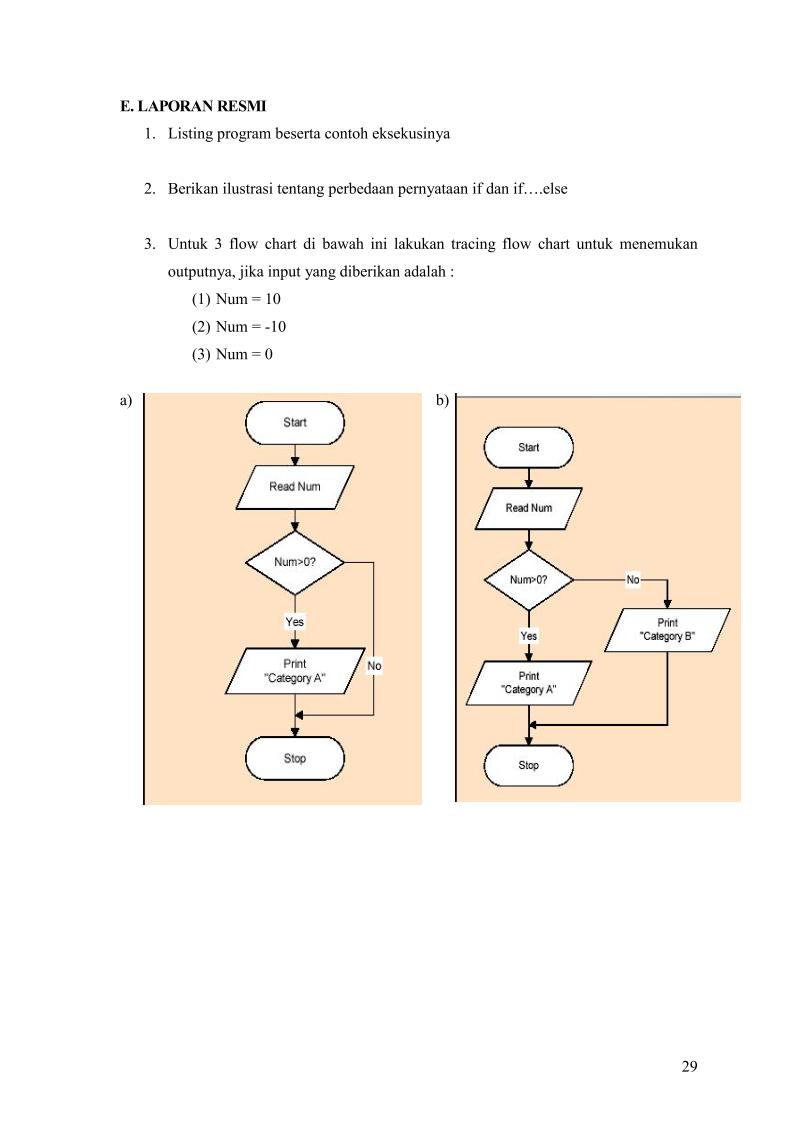 E. LAPORAN RESMI
1. Listing program beserta contoh eksekusinya
2. Berikan ilustrasi tentang perbedaan pernyataan if dan if….else
3. Untuk 3 flow chart di bawah ini lakukan tracing flow chart untuk menemukan
outputnya, jika input yang diberikan adalah :
(1) Num = 10
(2) Num = -10
(3) Num = 0
a)
Start
Read Num
Num>0?
Yes
Print
"Category A"
No
Stop
b)
Start
Read Num
Num>0?
No
Print
"Category B"
Yes
Print
"Category A"
Stop
29